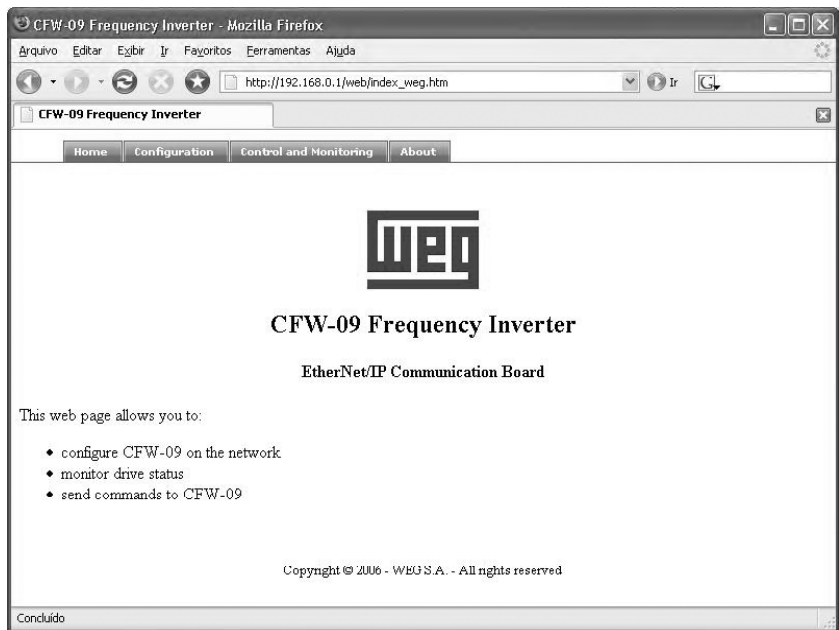 CFW-09 Frequency Inverter - Mozilla Firefox
Arquivo Editar Exibir Ir Favoritos Ferramentas Ajuda
http://192.168.0.1/web/index_weg.htm Ir G
CFW-09 Frequency Inverter
Home Configuration Control and Monitoring About
weg
CFW-09 Frequency Inverter
EtherNet/IP Communication Board
This web page allows you to:
• configure CFW-09 on the network
• monitor drive status
• send commands to CFW-09
Copyright © 2006 - WEG S.A. - All rights reserved
Concluído